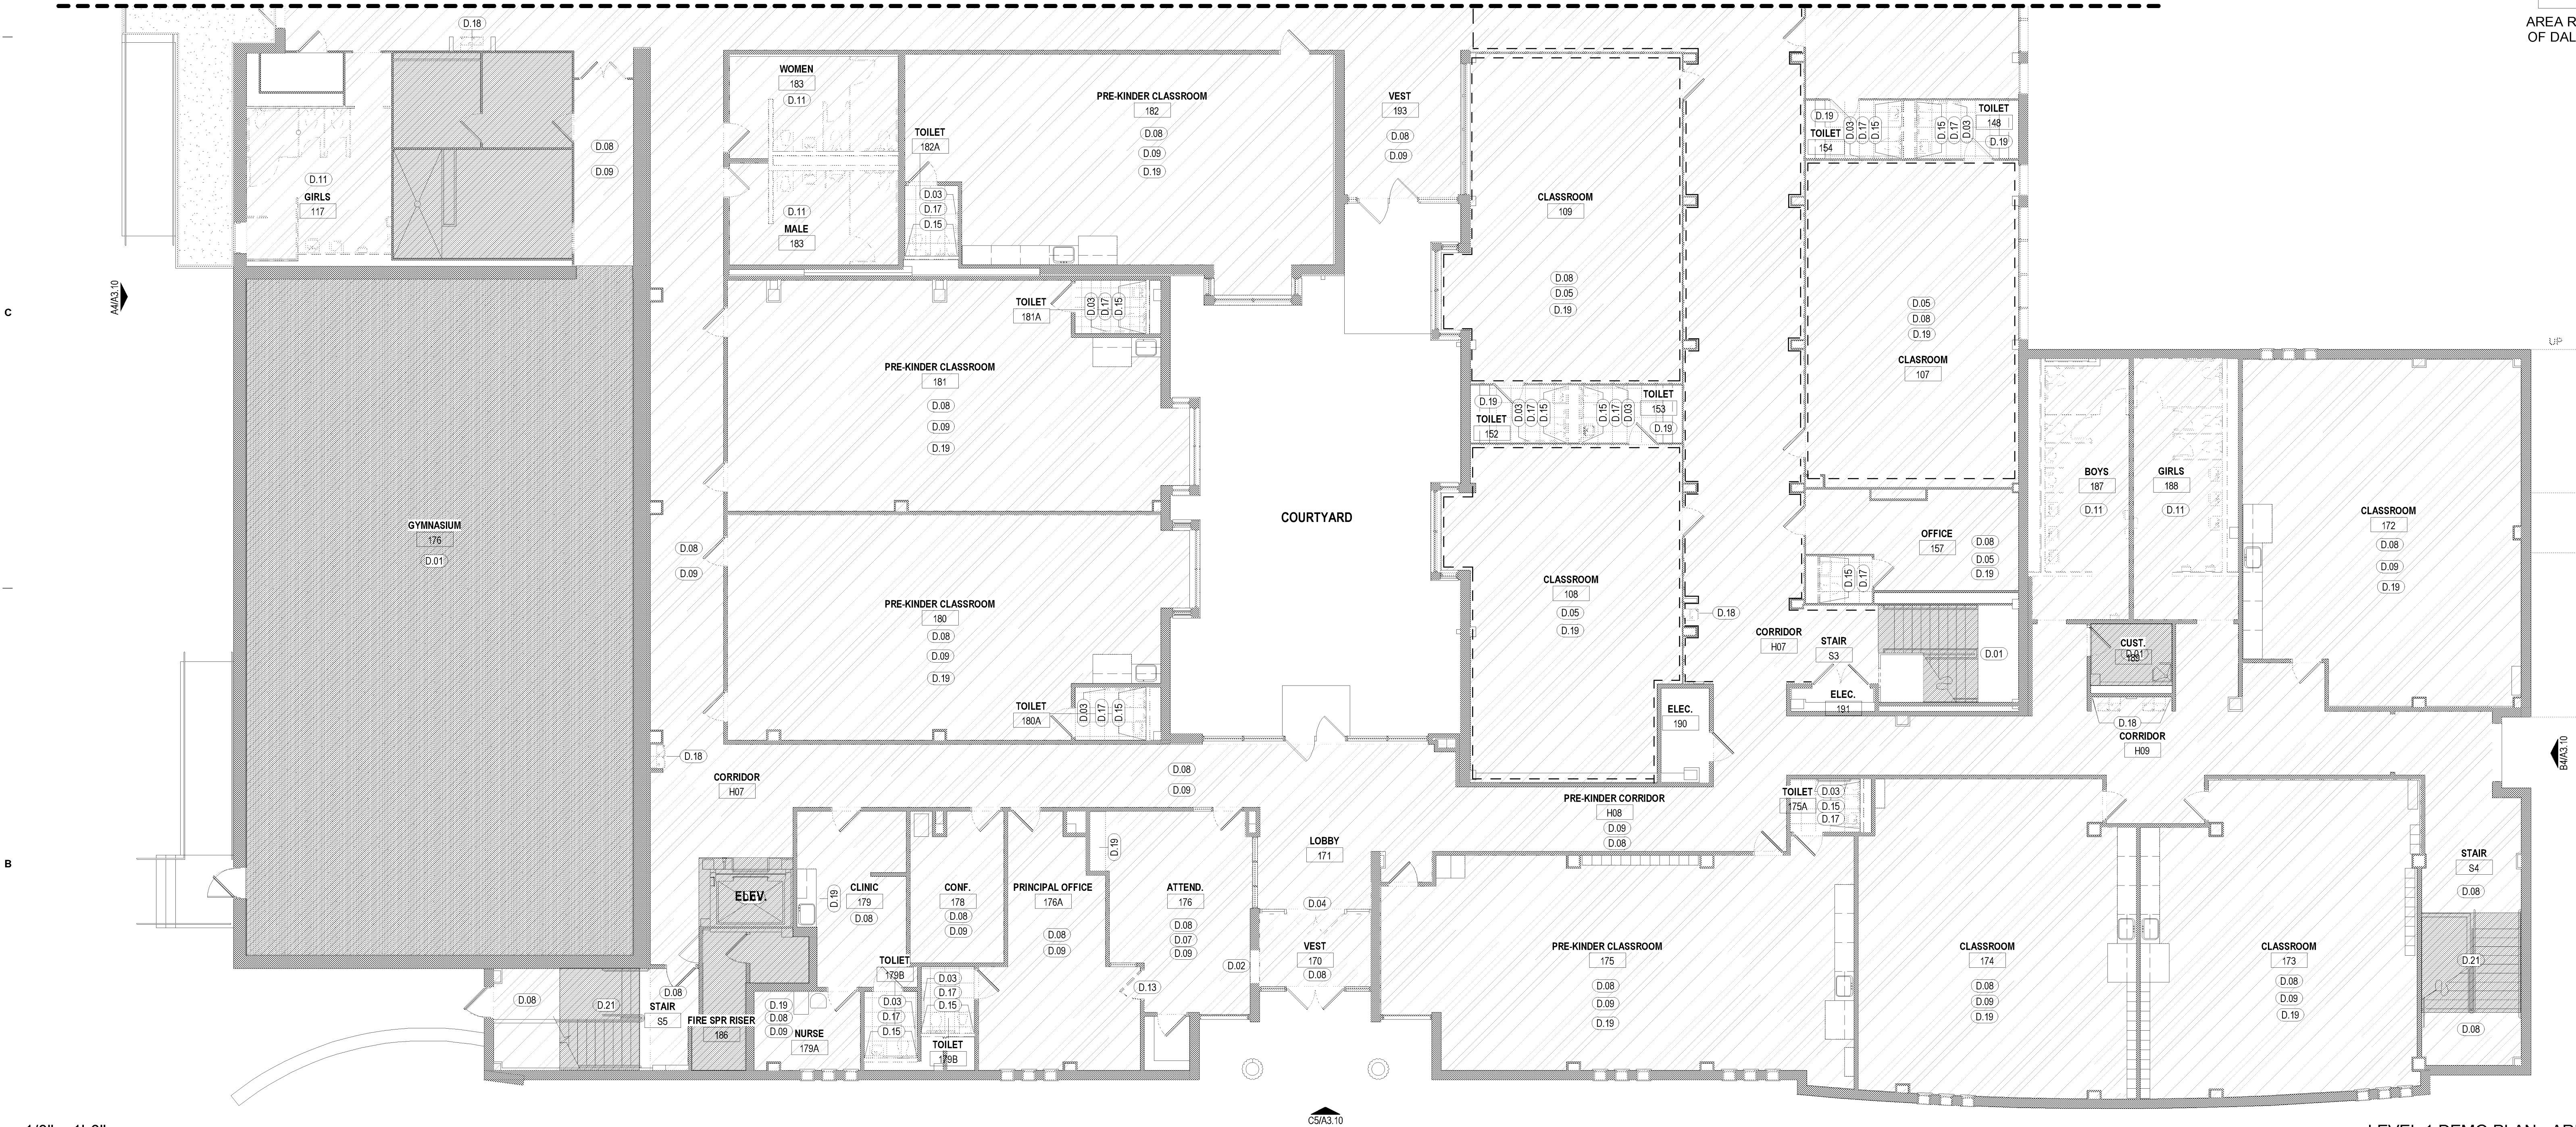 AREA R
OF DAL
D.18
WOMEN
183
D.11
PRE-KINDER CLASSROOM
182
D.08
D.09
D.19
VEST
193
D.08
D.09
TOILET
182A
D.03
D.17
D.15
D.08
D.09
D.11
GIRLS
117
D.11
MALE
183
CLASSROOM
109
D.08
D.05
D.19
D.19
TOILET
154
D.03
D.17
D.15
D.15
D.17
D.03
TOILET
148
D.19
A4/A3.10
C
TOILET
181A
D.03
D.17
D.15
PRE-KINDER CLASSROOM
181
D.08
D.09
D.19
D.05
D.08
D.19
CLASROOM
107
UP
D.19
TOILET
152
D.03
D.17
D.15
D.15
D.17
D.03
TOILET
153
D.19
BOYS
187
D.11
GIRLS
188
D.11
CLASSROOM
172
D.08
D.09
D.19
GYMNASIUM
176
D.01
D.08
D.09
COURTYARD
OFFICE
157
D.08
D.05
D.19
D.15
D.17
PRE-KINDER CLASSROOM
180
D.08
D.09
D.19
CLASSROOM
108
D.05
D.19
D.18
CORRIDOR
H07
STAIR
S3
D.01
CUST.
189
D.01
TOILET
180A
D.03
D.17
D.15
ELEC.
190
ELEC.
191
D.18
CORRIDOR
H09
B4/A3.10
D.18
CORRIDOR
H07
D.08
D.09
PRE-KINDER CORRIDOR
H08
D.09
D.08
TOILET
175A
D.03
D.15
D.17
B
LOBBY
171
D.19
STAIR
S4
D.08
ELEV.
D.19
CLINIC
179
D.08
CONF.
178
D.08
D.09
PRINCIPAL OFFICE
176A
D.08
D.09
ATTEND.
176
D.08
D.07
D.09
D.04
VEST
170
D.08
D.02
PRE-KINDER CLASSROOM
175
D.08
D.09
D.19
CLASSROOM
174
D.08
D.09
D.19
CLASSROOM
173
D.08
D.09
D.19
D.21
D.08
TOLIET
179B
D.03
D.17
D.15
D.03
D.17
D.15
TOILET
179B
D.13
D.08
D.21
D.08
STAIR
S5
FIRE SPR RISER
186
D.19
D.08
D.09
NURSE
179A
C5/A3.10